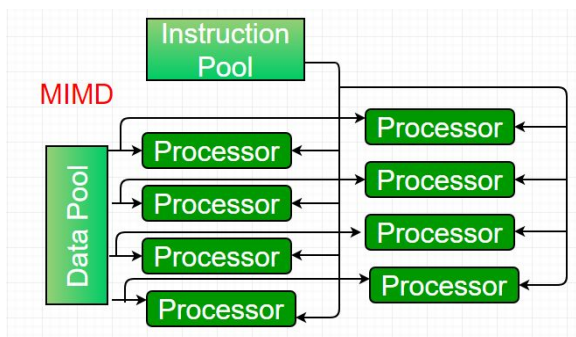 Instruction
Pool
MIMD
Processor
Processor
Processor
Processor
Data Pool
Processor
Processor
Processor
Processor